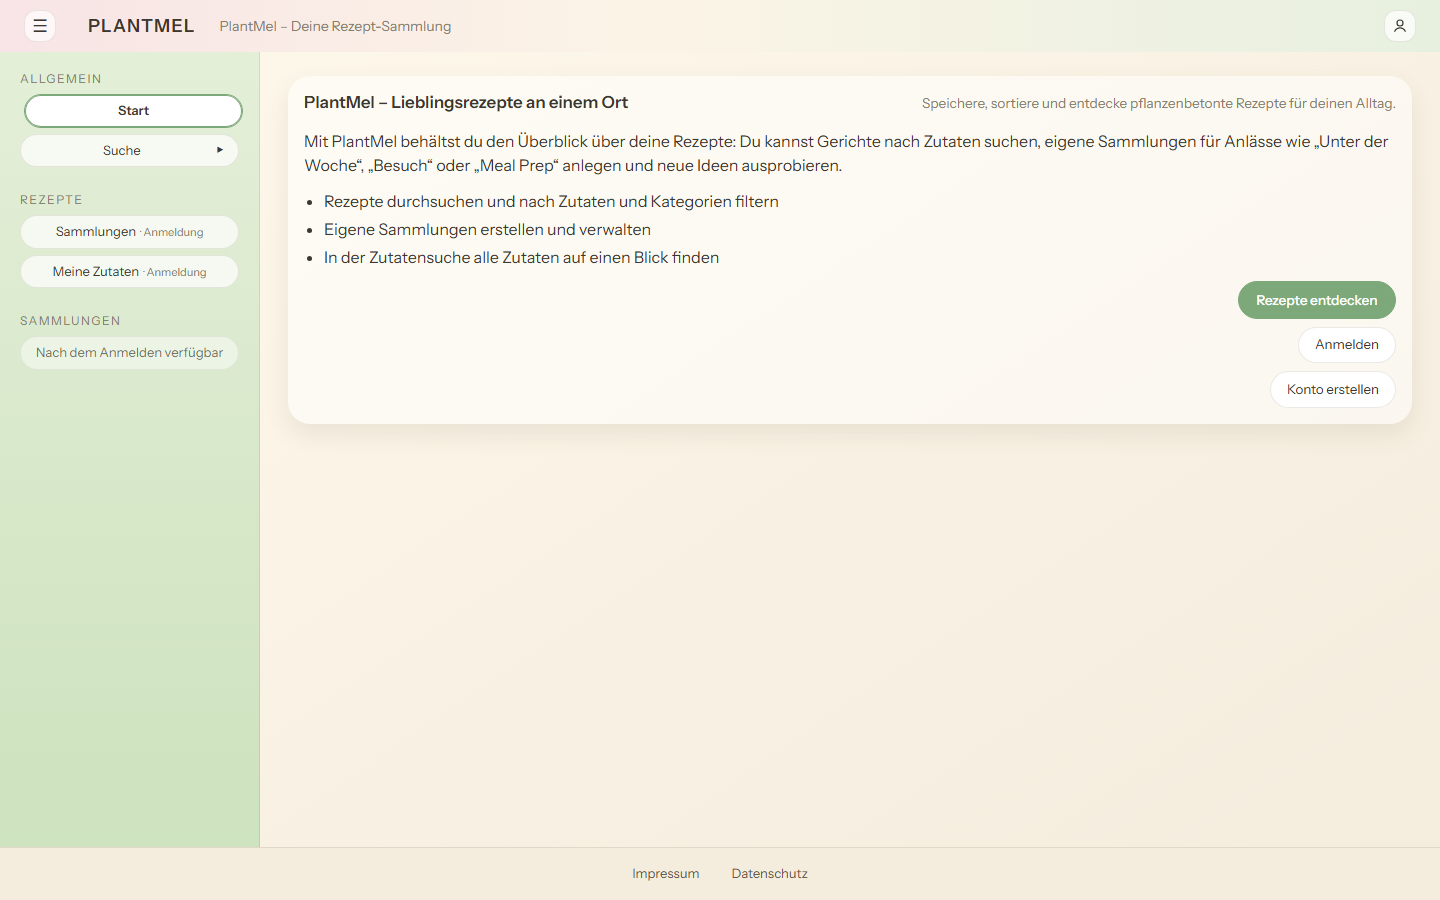 PLANTMEL
PlantMel – Deine Rezept-Sammlung
ALLGEMEIN
Start
Suche
REZEPTE
Sammlungen · Anmeldung
Meine Zutaten · Anmeldung
SAMMLUNGEN
Nach dem Anmelden verfügbar
PlantMel – Lieblingsrezepte an einem Ort
Speichere, sortiere und entdecke pflanzenbetonte Rezepte für deinen Alltag.
Mit PlantMel behältst du den Überblick über deine Rezepte: Du kannst Gerichte nach Zutaten suchen, eigene Sammlungen für Anlässe wie „Unter der
Woche“, „Besuch“ oder „Meal Prep“ anlegen und neue Ideen ausprobieren.
• Rezepte durchsuchen und nach Zutaten und Kategorien filtern
• Eigene Sammlungen erstellen und verwalten
• In der Zutatensuche alle Zutaten auf einen Blick finden
Rezepte entdecken
Anmelden
Konto erstellen
Impressum
Datenschutz